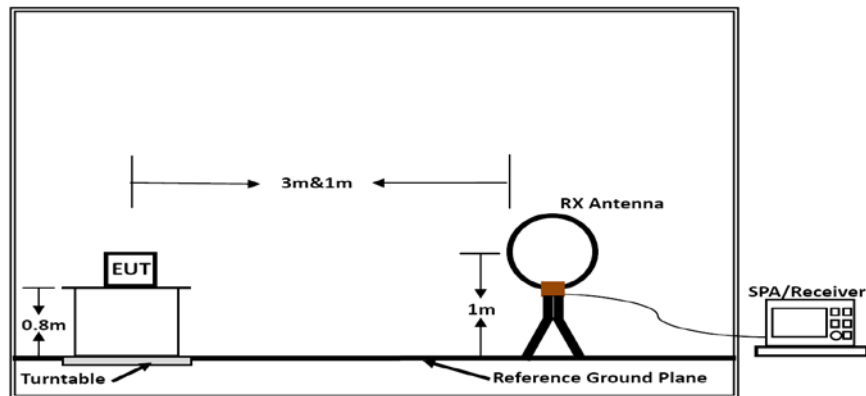 3m&1m
RX Antenna
EUT
SPA/Receiver
0.8m
1m
Turntable
Reference Ground Plane